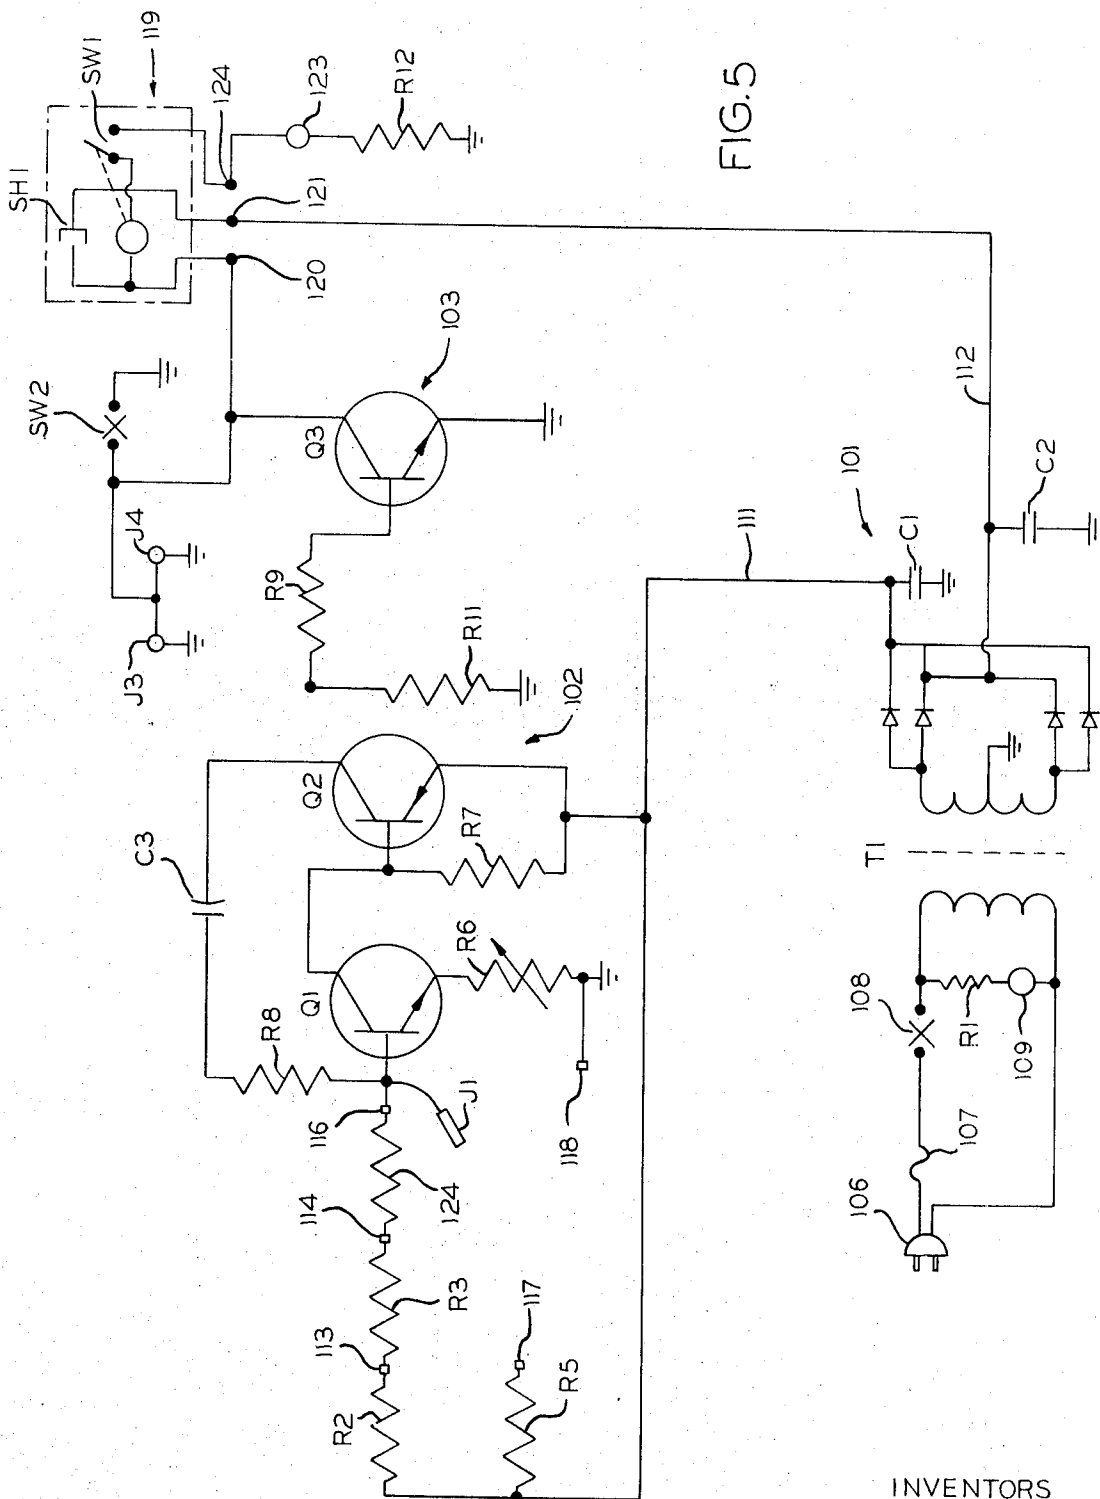 SH1
SW1
119
SW2
124
123
R12
121
120
J4
J3
103
Q3
R9
R11
102
C3
Q2
R7
Q1
R6
R8
116
J1
118
124
114
R3
113
117
R2
R5
111
101
C1
112
C2
T1
108
R1
109
107
106
FIG.5
INVENTORS